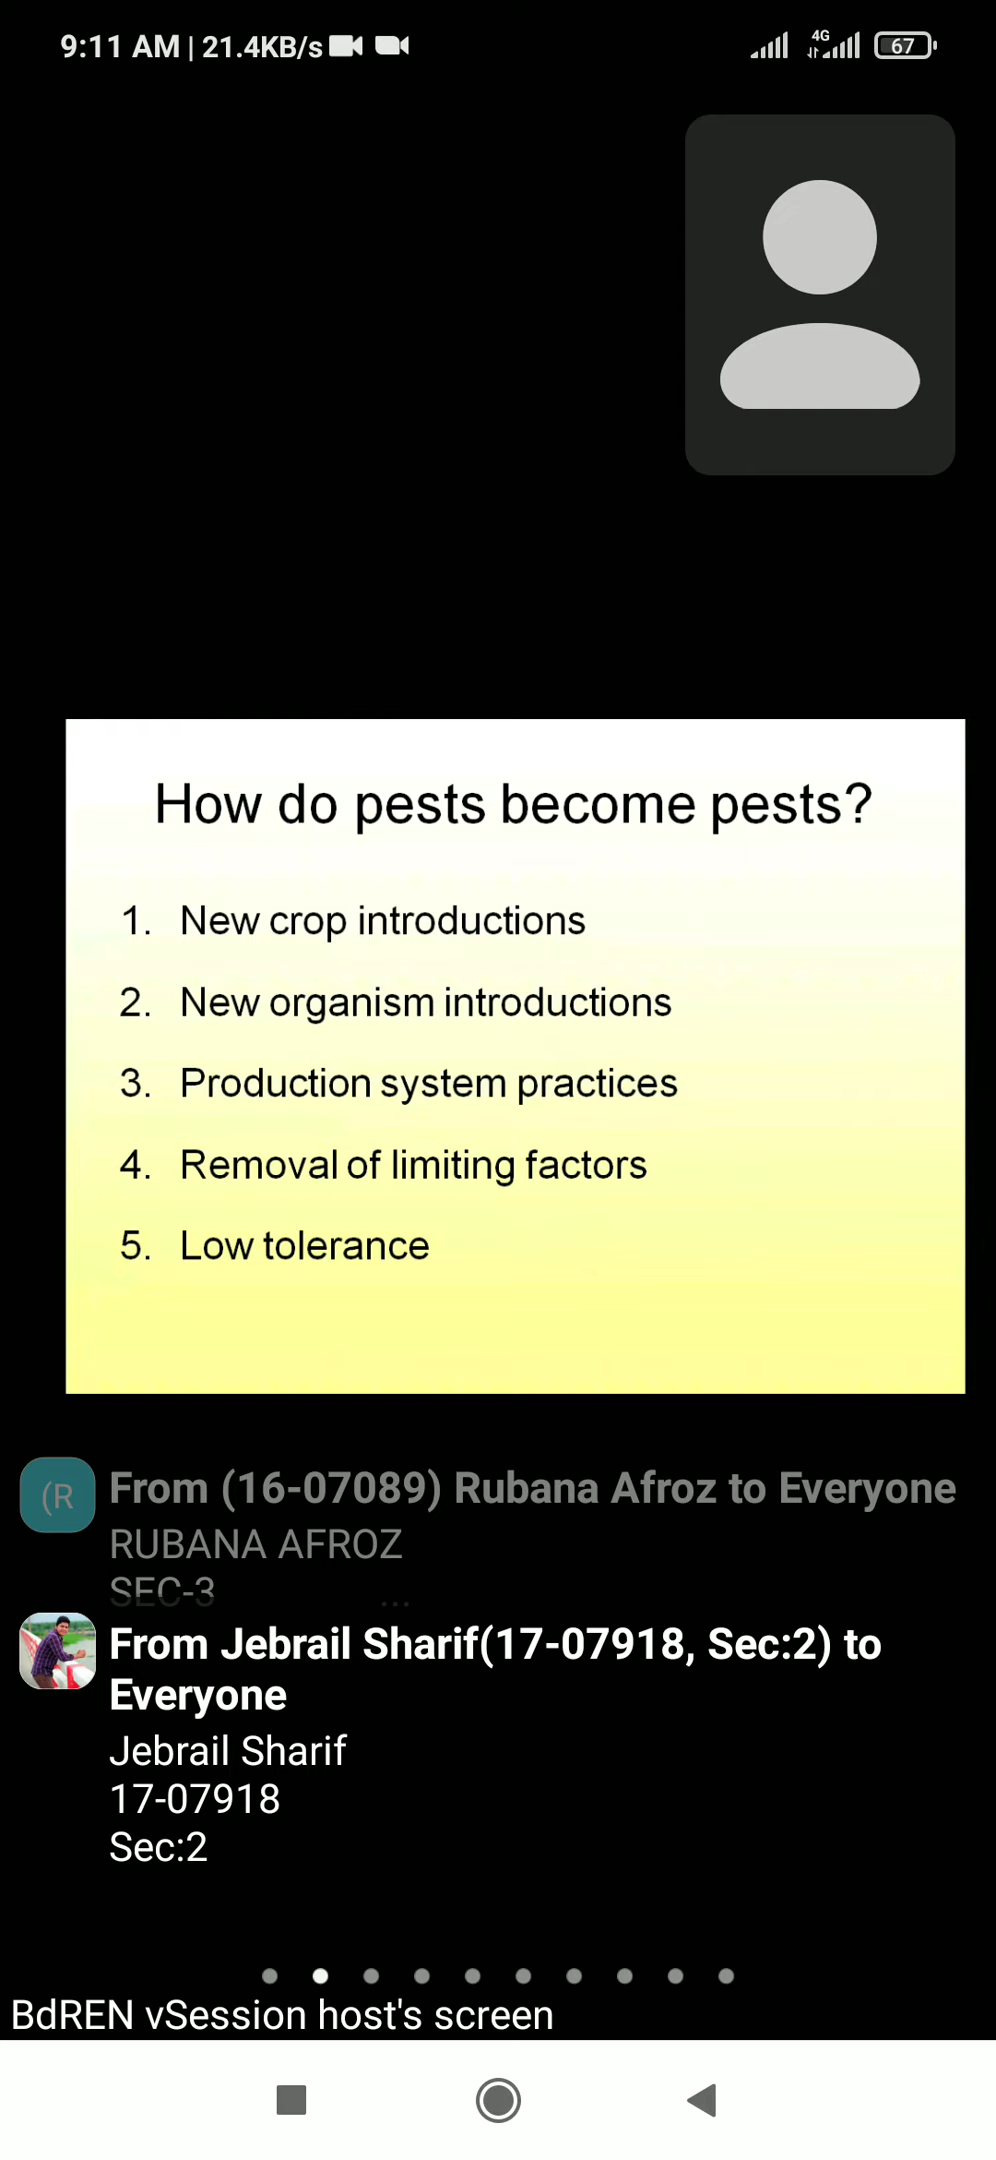 9:11 AM | 21.4KB/s
4G
67
How do pests become pests?
1. New crop introductions
2. New organism introductions
3. Production system practices
4. Removal of limiting factors
5. Low tolerance
(R
From (16-07089) Rubana Afroz to Everyone
RUBANA AFROZ
SEC-3
...
From Jebrail Sharif(17-07918, Sec:2) to
Everyone
Jebrail Sharif
17-07918
Sec:2
BdREN vSession host's screen